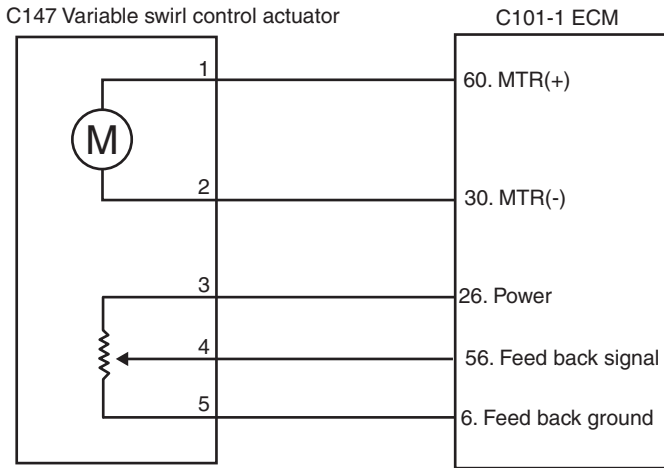 C147 Variable swirl control actuator
C101-1 ECM
1
60. MTR(+)
M
2
30. MTR(-)
3
26. Power
4
56. Feed back signal
5
6. Feed back ground